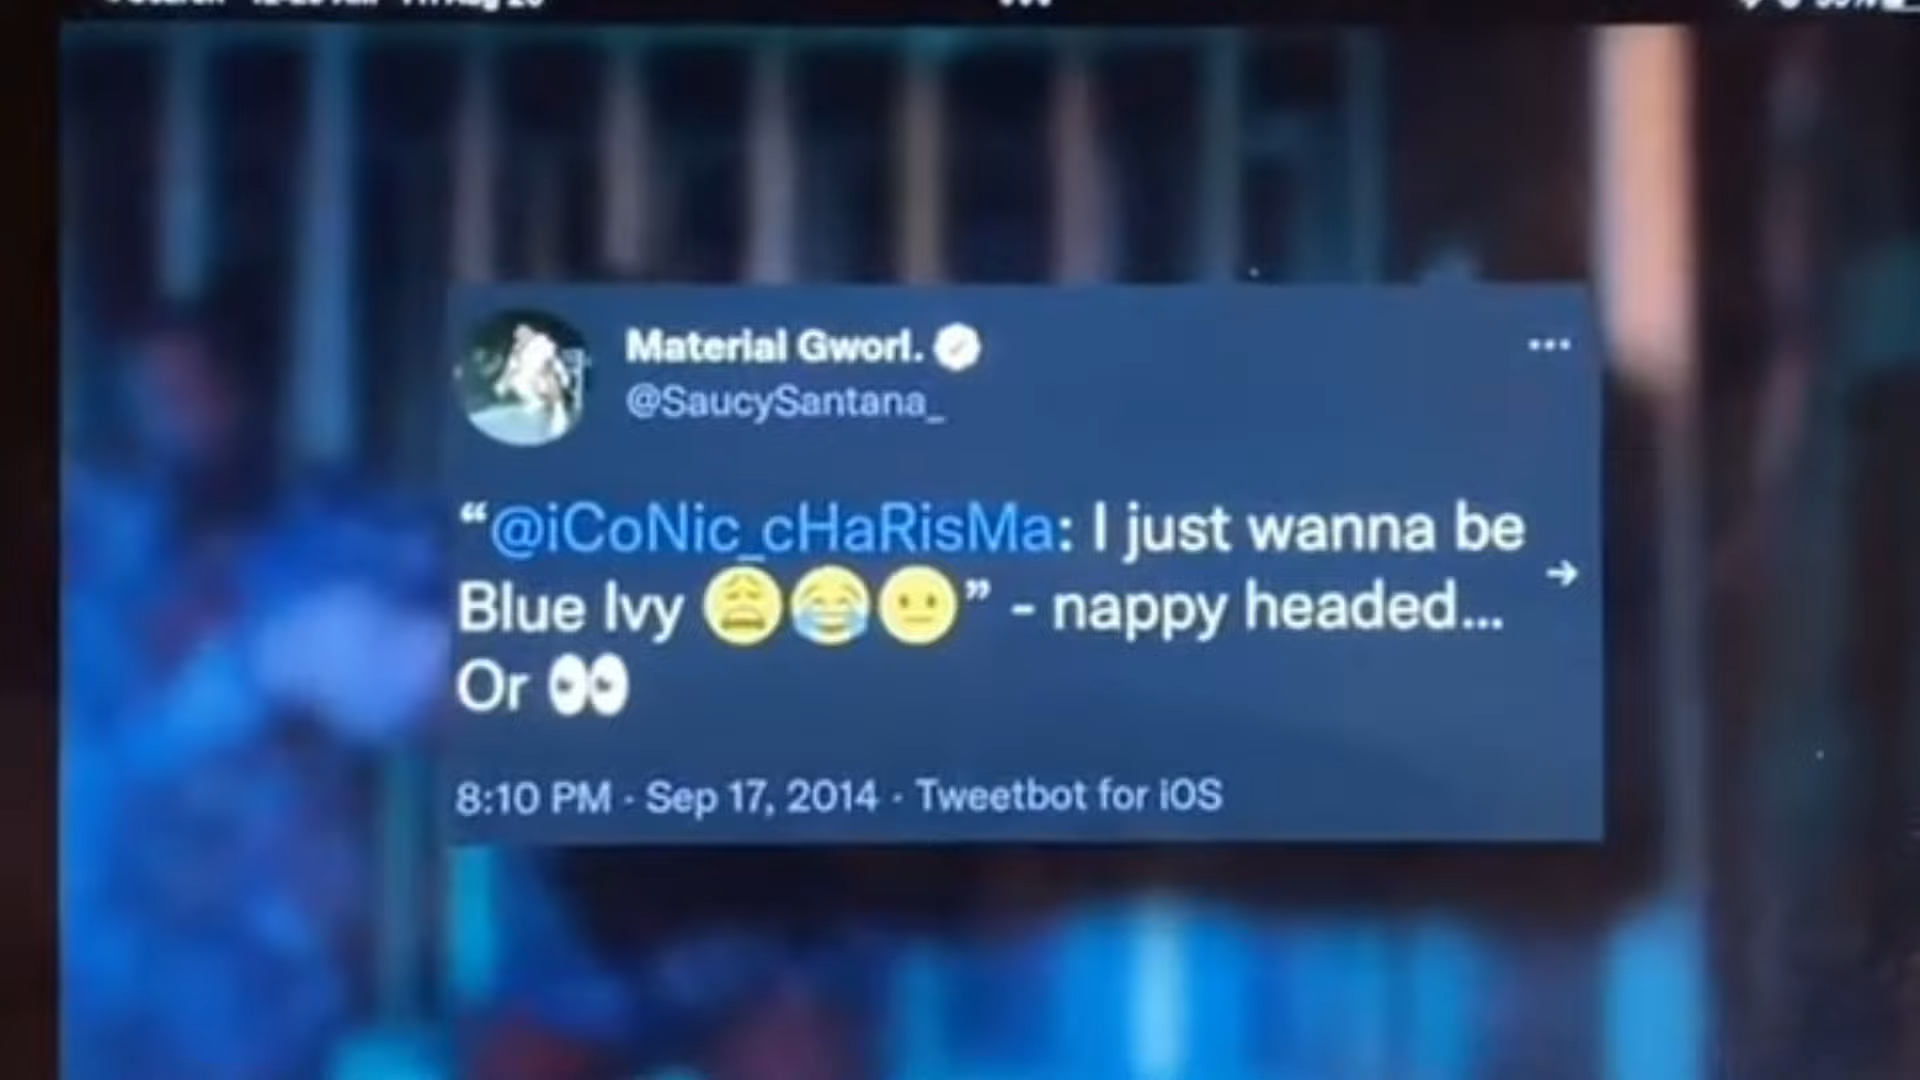 Material Gworl.
@SaucySantana_
“@iCoNic_cHaRisMa: I just wanna be
Blue Ivy 😩😂😐” - nappy headed...
Or 👀
8:10 PM · Sep 17, 2014 · Tweetbot for iOS